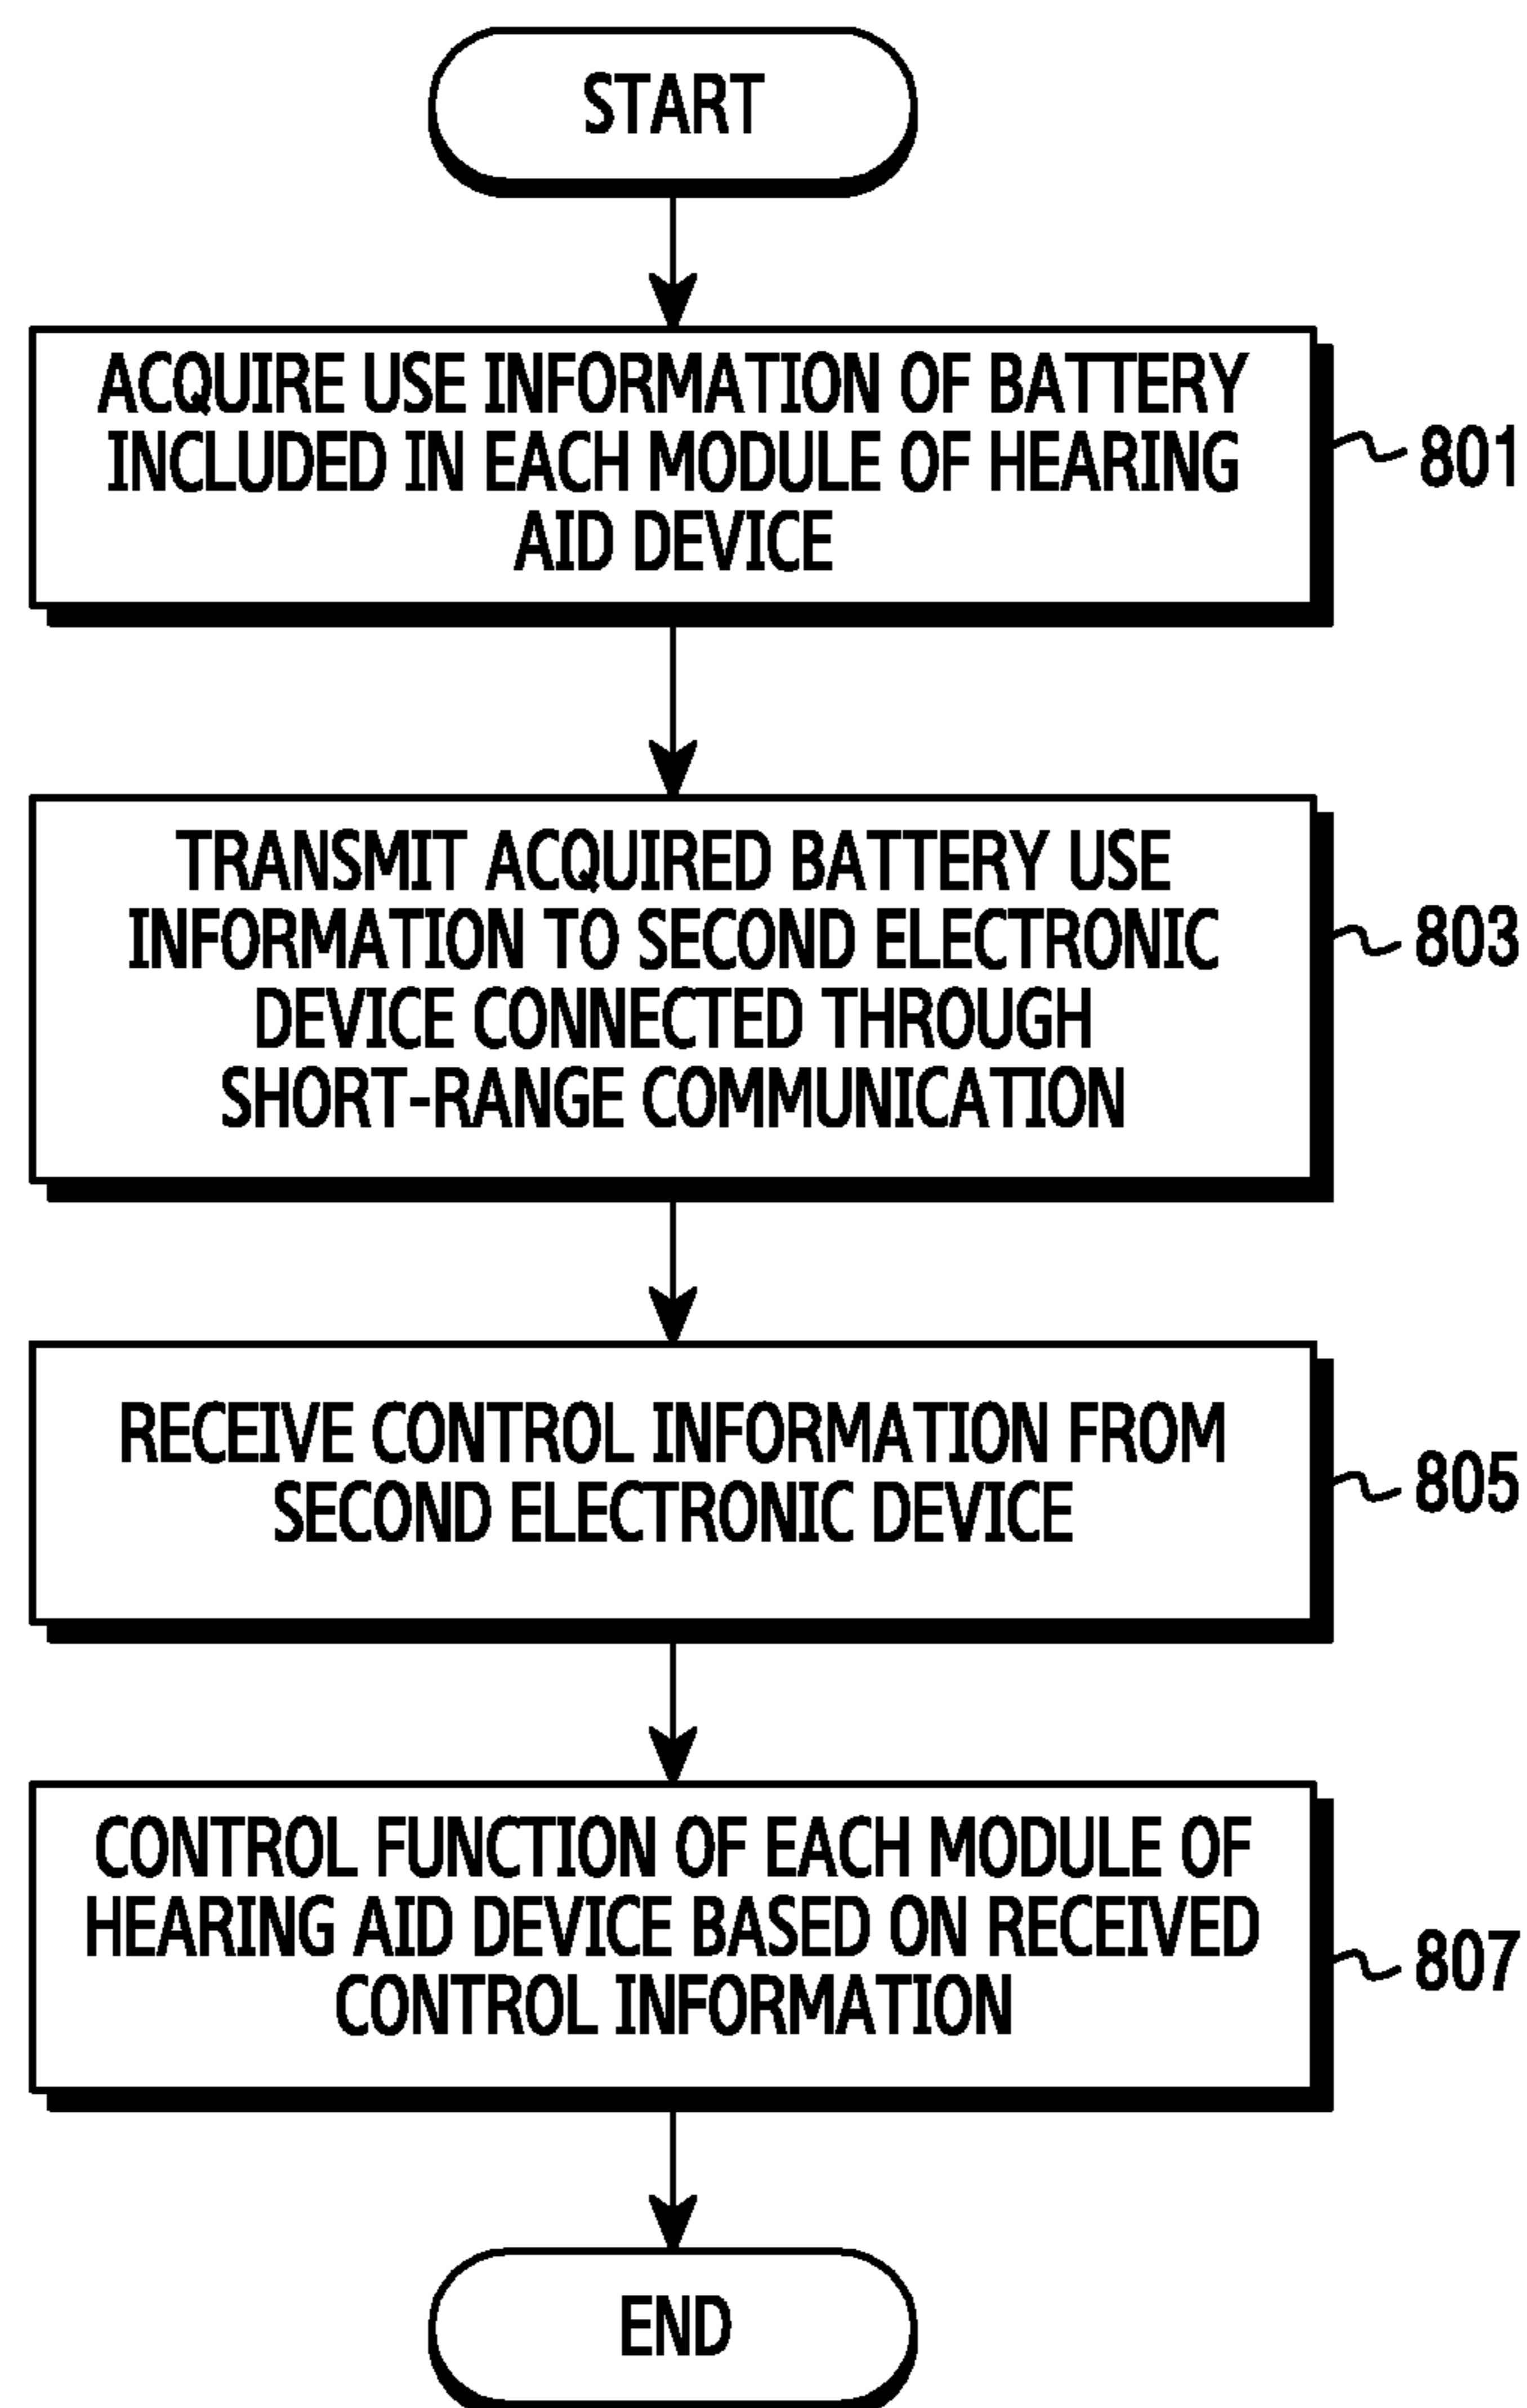 START
ACQUIRE USE INFORMATION OF BATTERY
INCLUDED IN EACH MODULE OF HEARING
AID DEVICE
801
TRANSMIT ACQUIRED BATTERY USE
INFORMATION TO SECOND ELECTRONIC
DEVICE CONNECTED THROUGH
SHORT-RANGE COMMUNICATION
803
RECEIVE CONTROL INFORMATION FROM
SECOND ELECTRONIC DEVICE
805
CONTROL FUNCTION OF EACH MODULE OF
HEARING AID DEVICE BASED ON RECEIVED
CONTROL INFORMATION
807
END